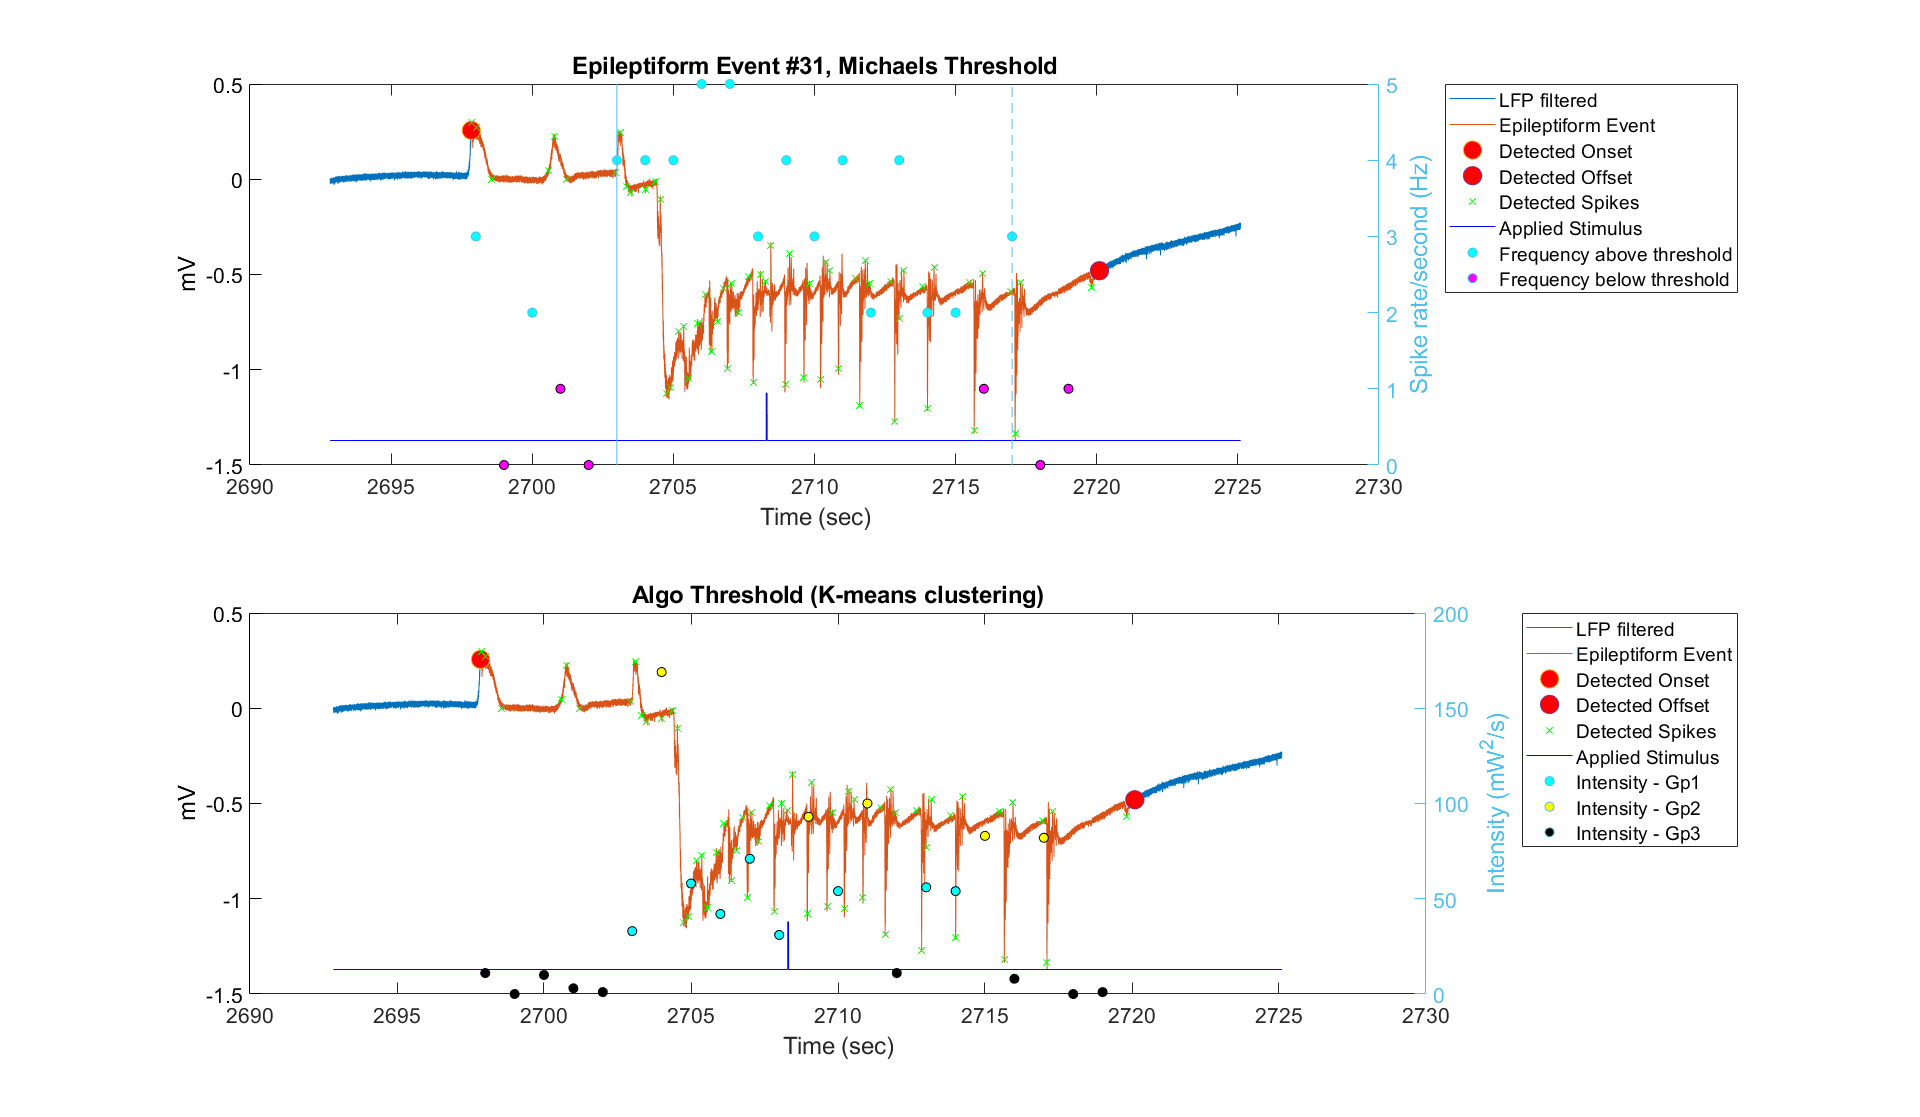 Epileptiform Event #31, Michaels Threshold
0.5
0
-0.5
-1
-1.5
mV
2690
2695
2700
2705
2710
2715
2720
2725
2730
Time (sec)
5
4
3
2
1
0
Spike rate/second (Hz)
LFP filtered
Epileptiform Event
Detected Onset
Detected Offset
Detected Spikes
Applied Stimulus
Frequency above threshold
Frequency below threshold
Algo Threshold (K-means clustering)
0.5
0
-0.5
-1
-1.5
mV
2690
2695
2700
2705
2710
2715
2720
2725
2730
Time (sec)
200
150
100
50
0
Intensity (mW²/s)
LFP filtered
Epileptiform Event
Detected Onset
Detected Offset
Detected Spikes
Applied Stimulus
Intensity - Gp1
Intensity - Gp2
Intensity - Gp3